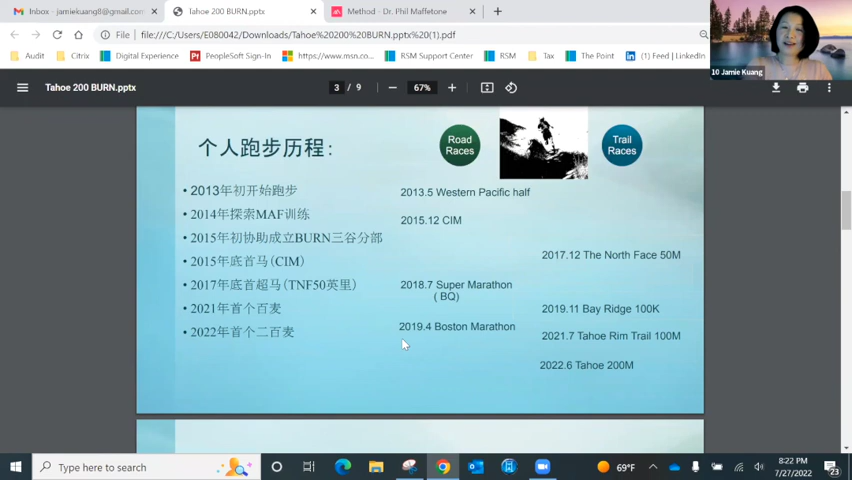 Inbox - jamiekuang8@gmail.com
Tahoe 200 BURN.pptx
Method - Dr. Phil Maffetone
File
file:///C:/Users/E080042/Downloads/Tahoe%20200%20BURN.pptx%20(1).pdf
Audit
Citrix
Digital Experience
PeopleSoft Sign-In
https://www.msn.co...
RSM Support Center
RSM
Tax
The Point
(1) Feed | LinkedIn
10 Jamie Kuang
Tahoe 200 BURN.pptx
3 / 9
67%
个人跑步历程:
Road
Races
Trail
Races
• 2013年初开始跑步
• 2014年探索MAF训练
• 2015年初协助成立BURN三谷分部
• 2015年底首马(CIM)
• 2017年底首超马(TNF50英里)
• 2021年首个百麦
• 2022年首个二百麦
2013.5 Western Pacific half
2015.12 CIM
2017.12 The North Face 50M
2018.7 Super Marathon
( BQ)
2019.11 Bay Ridge 100K
2019.4 Boston Marathon
2021.7 Tahoe Rim Trail 100M
2022.6 Tahoe 200M
Type here to search
69°F
8:22 PM
7/27/2022
23